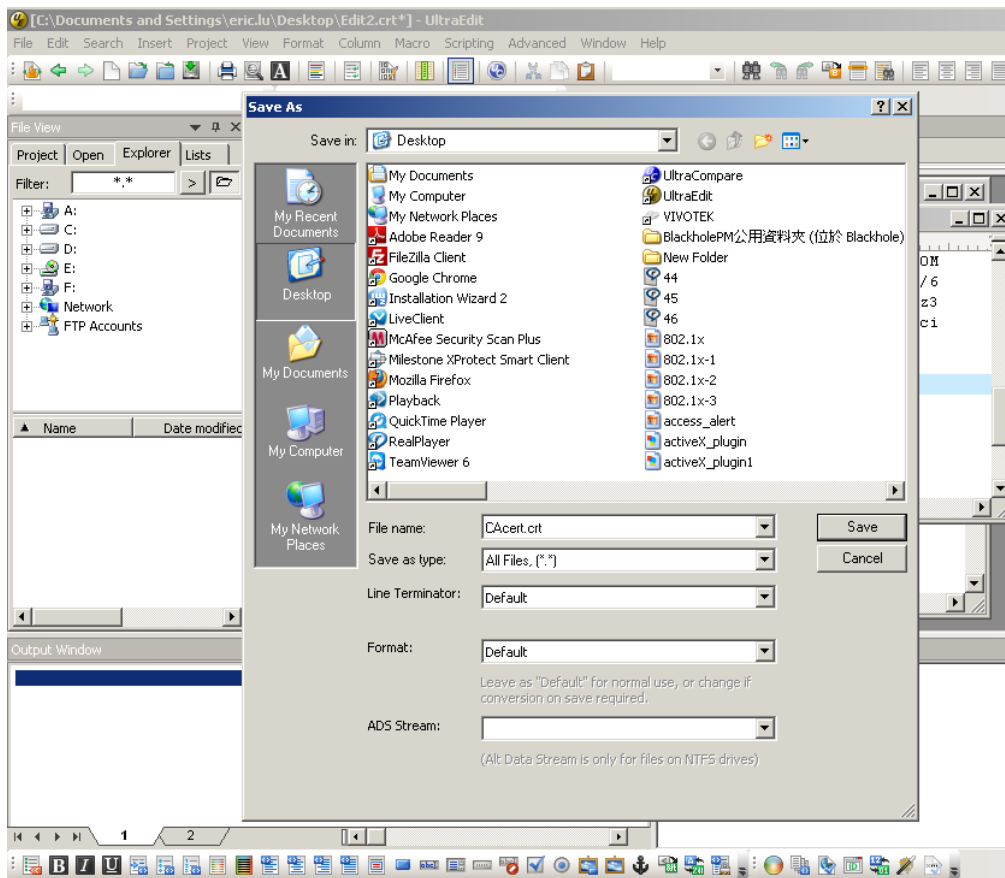 [C:\Documents and Settings\eric.lu\Desktop\Edit2.crt*] - UltraEdit
File Edit Search Insert Project View Format Column Macro Scripting Advanced Window Help
File View
Project Open Explorer Lists
Filter: *.* >
A:
C:
D:
E:
F:
Network
FTP Accounts
Name Date modified
Save As
Save in: Desktop
My Recent Documents
Desktop
My Documents
My Computer
My Network Places
My Documents
My Computer
My Network Places
Adobe Reader 9
FileZilla Client
Google Chrome
Installation Wizard 2
LiveClient
McAfee Security Scan Plus
Milestone XProtect Smart Client
Mozilla Firefox
Playback
QuickTime Player
RealPlayer
TeamViewer 6
UltraCompare
UltraEdit
VIVOTEK
BlackholePM公用資料夾 (位於 Blackhole)
New Folder
44
45
46
802.1x
802.1x-1
802.1x-2
802.1x-3
access_alert
activeX_plugin
activeX_plugin1
File name: CAcert.crt Save
Save as type: All Files, (*.*) Cancel
Line Terminator: Default
Format: Default
Leave as "Default" for normal use, or change if
conversion on save required.
ADS Stream:
(Alt Data Stream is only for files on NTFS drives)
OM
/6
z3
ci
Output Window
1 2
B I U